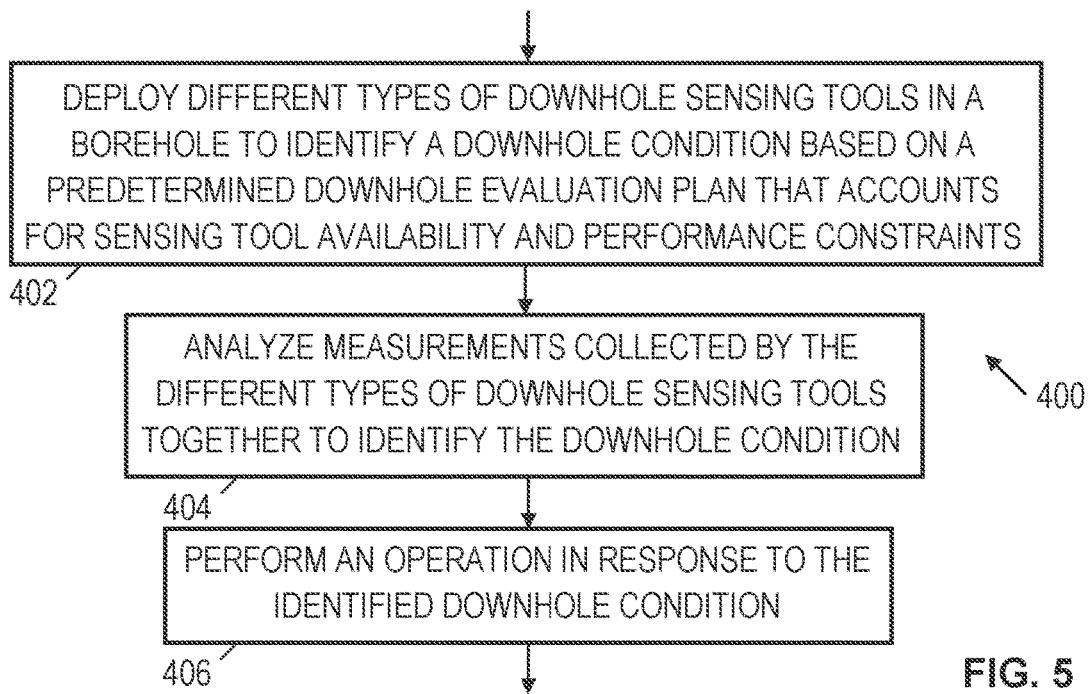 DEPLOY DIFFERENT TYPES OF DOWNHOLE SENSING TOOLS IN A
BOREHOLE TO IDENTIFY A DOWNHOLE CONDITION BASED ON A
PREDETERMINED DOWNHOLE EVALUATION PLAN THAT ACCOUNTS
FOR SENSING TOOL AVAILABILITY AND PERFORMANCE CONSTRAINTS
402
ANALYZE MEASUREMENTS COLLECTED BY THE
DIFFERENT TYPES OF DOWNHOLE SENSING TOOLS
TOGETHER TO IDENTIFY THE DOWNHOLE CONDITION
400
404
PERFORM AN OPERATION IN RESPONSE TO THE
IDENTIFIED DOWNHOLE CONDITION
406
FIG. 5